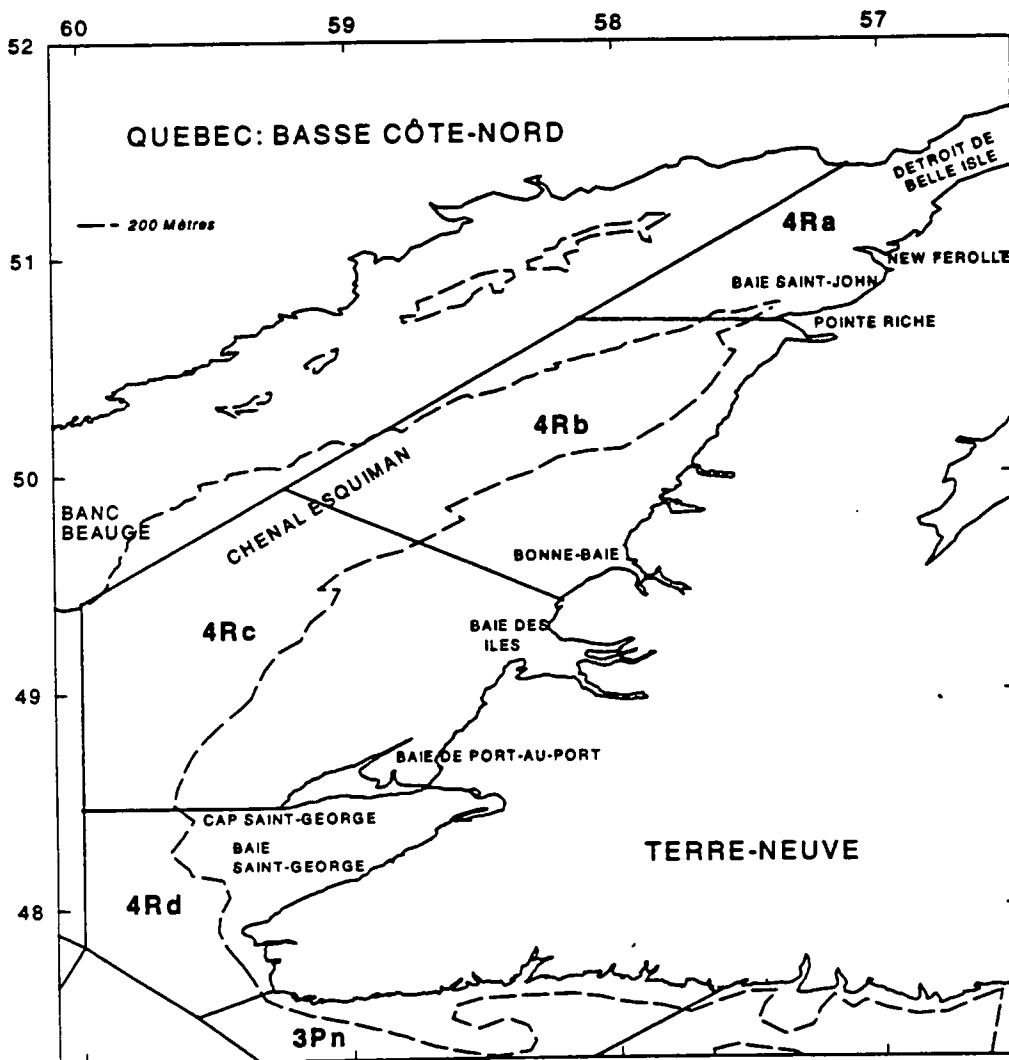 60 59 58 57
52
QUEBEC: BASSE CÔTE-NORD
DETROIT DE
BELLE ISLE
200 Mètres
4Ra
51
NEW FEROLLE
BAIE SAINT-JOHN
POINTE RICHE
4Rb
50
CHENAL ESQUIMAN
BANC
BEAUGE
BONNE-BAIE
4Rc
BAIE DES
ILES
49
BAIE DE PORT-AU-PORT
CAP SAINT-GEORGE
BAIE
SAINT-GEORGE
TERRE-NEUVE
4Rd
48
3Pn